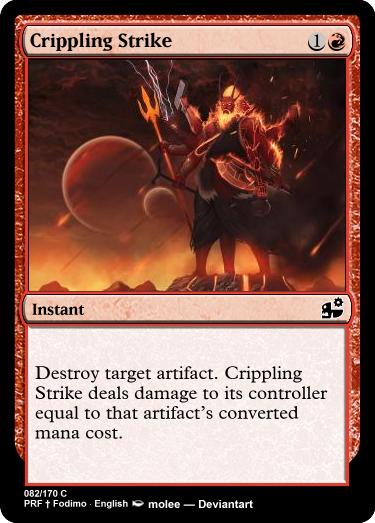 Crippling Strike 1
Instant
Destroy target artifact. Crippling
Strike deals damage to its controller
equal to that artifact's converted
mana cost.
082/170 C
PRF † Fodimo · English molee — Deviantart